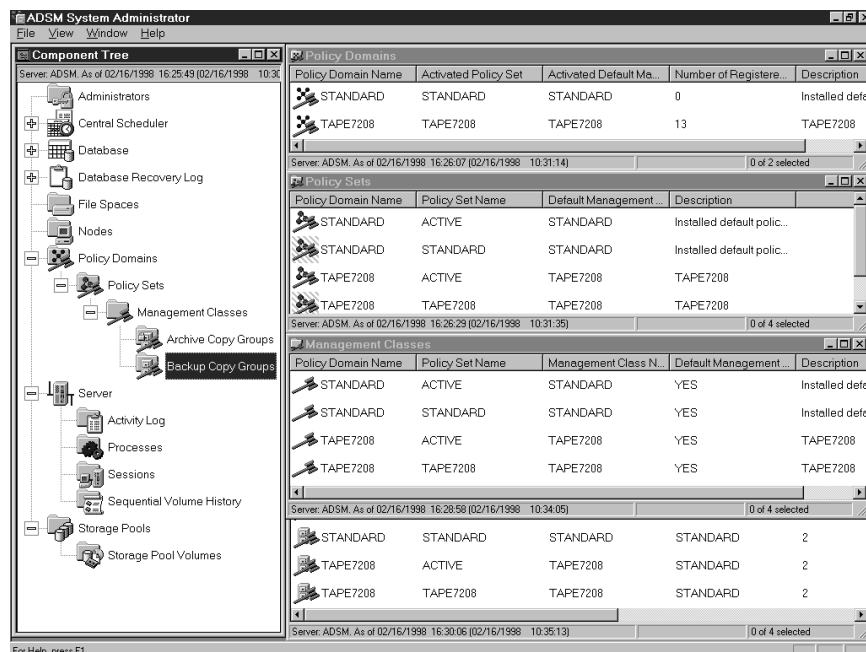 ADSM System Administrator
File View Window Help
Component Tree
Server: ADSM. As of 02/16/1998 16:25:49 (02/16/1998 10:30
Administrators
Central Scheduler
Database
Database Recovery Log
File Spaces
Nodes
Policy Domains
Policy Sets
Management Classes
Archive Copy Groups
Backup Copy Groups
Server
Activity Log
Processes
Sessions
Sequential Volume History
Storage Pools
Storage Pool Volumes
Policy Domains
Policy Domain Name Activated Policy Set Activated Default Ma... Number of Registere... Description
STANDARD STANDARD STANDARD 0 Installed defa
TAPE7208 TAPE7208 TAPE7208 13 TAPE7208
Server: ADSM. As of 02/16/1998 16:26:07 (02/16/1998 10:31:14) 0 of 2 selected
Policy Sets
Policy Domain Name Policy Set Name Default Management ... Description
STANDARD ACTIVE STANDARD Installed default polic...
STANDARD STANDARD STANDARD Installed default polic...
TAPE7208 ACTIVE TAPE7208 TAPE7208
TAPE7208 TAPE7208 TAPE7208 TAPE7208
Server: ADSM. As of 02/16/1998 16:26:29 (02/16/1998 10:31:35) 0 of 4 selected
Management Classes
Policy Domain Name Policy Set Name Management Class N... Default Management ... Description
STANDARD ACTIVE STANDARD YES Installed defa
STANDARD STANDARD STANDARD YES Installed defa
TAPE7208 ACTIVE TAPE7208 YES TAPE7208
TAPE7208 TAPE7208 TAPE7208 YES TAPE7208
Server: ADSM. As of 02/16/1998 16:28:58 (02/16/1998 10:34:05) 0 of 4 selected
STANDARD STANDARD STANDARD STANDARD 2
TAPE7208 ACTIVE TAPE7208 STANDARD 2
TAPE7208 TAPE7208 TAPE7208 STANDARD 2
Server: ADSM. As of 02/16/1998 16:30:06 (02/16/1998 10:35:13) 0 of 4 selected
For Help, press F1